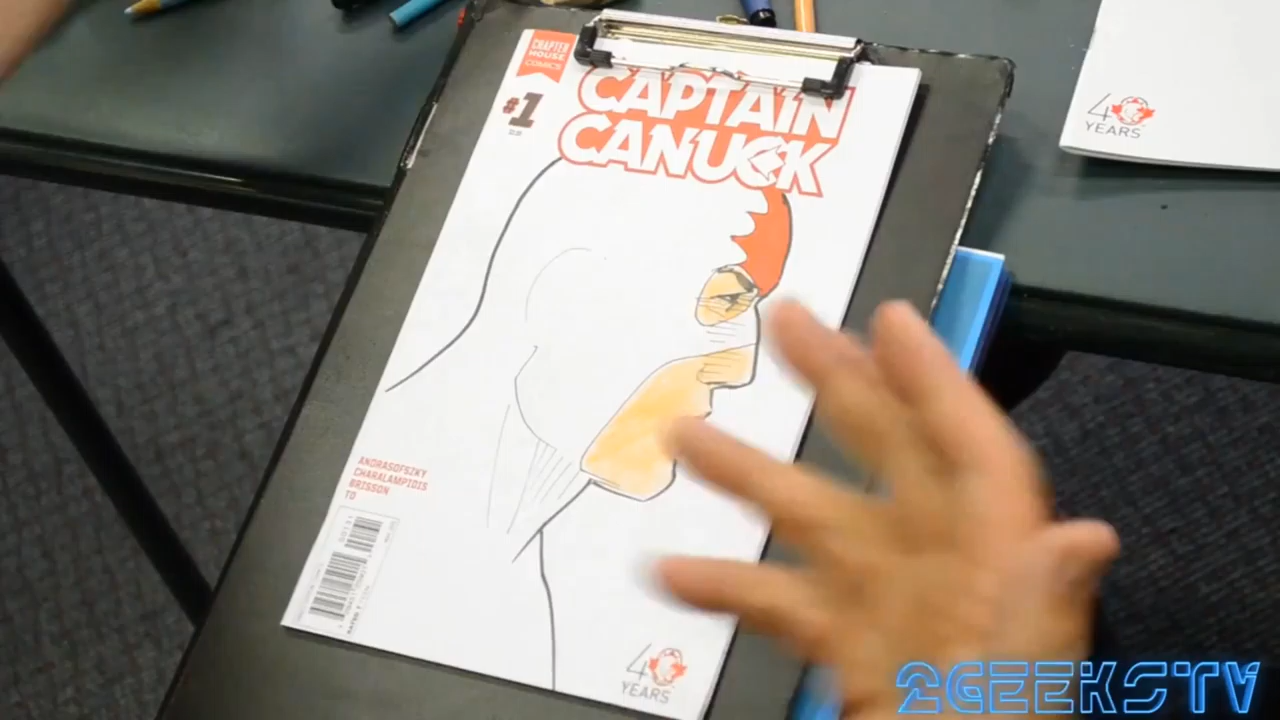 CHAPTER
HOUSE
COMICS
#1
CAPTAIN
CANUCK
40
YEARS
ANDRASOFSZKY
CHARALAMPIDIS
BRISSON
TO
40
YEARS
2GEEKSTV